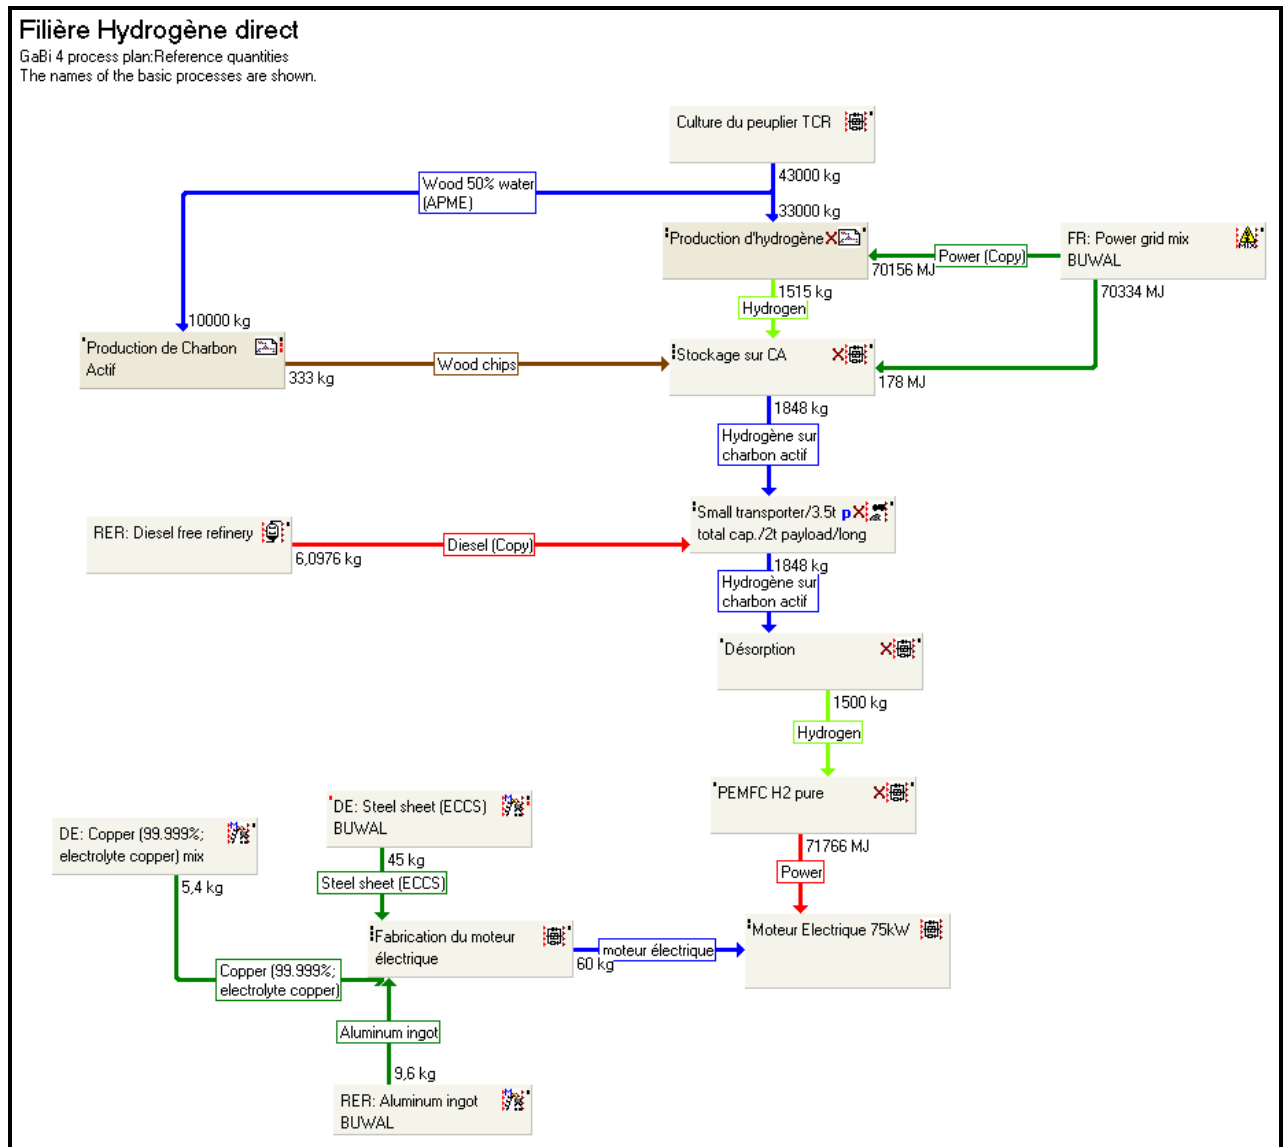 Filière Hydrogène direct
GaBi 4 process plan:Reference quantities
The names of the basic processes are shown.
Culture du peuplier TCR
43000 kg
Wood 50% water
(APME)
33000 kg
Production d'hydrogène
FR: Power grid mix
BUWAL
Power (Copy)
70156 MJ
70334 MJ
1515 kg
Hydrogen
10000 kg
Production de Charbon
Actif
333 kg
Wood chips
Stockage sur CA
178 MJ
1848 kg
Hydrogène sur
charbon actif
RER: Diesel free refinery
6,0976 kg
Diesel (Copy)
Small transporter/3.5t p
total cap./2t payload/long
1848 kg
Hydrogène sur
charbon actif
Désorption
1500 kg
Hydrogen
PEMFC H2 pure
71766 MJ
Power
DE: Steel sheet (ECCS)
BUWAL
45 kg
Steel sheet (ECCS)
DE: Copper (99.999%;
electrolyte copper) mix
5,4 kg
Copper (99.999%;
electrolyte copper)
Fabrication du moteur
électrique
60 kg
moteur électrique
Moteur Electrique 75kW
Aluminum ingot
9,6 kg
RER: Aluminum ingot
BUWAL